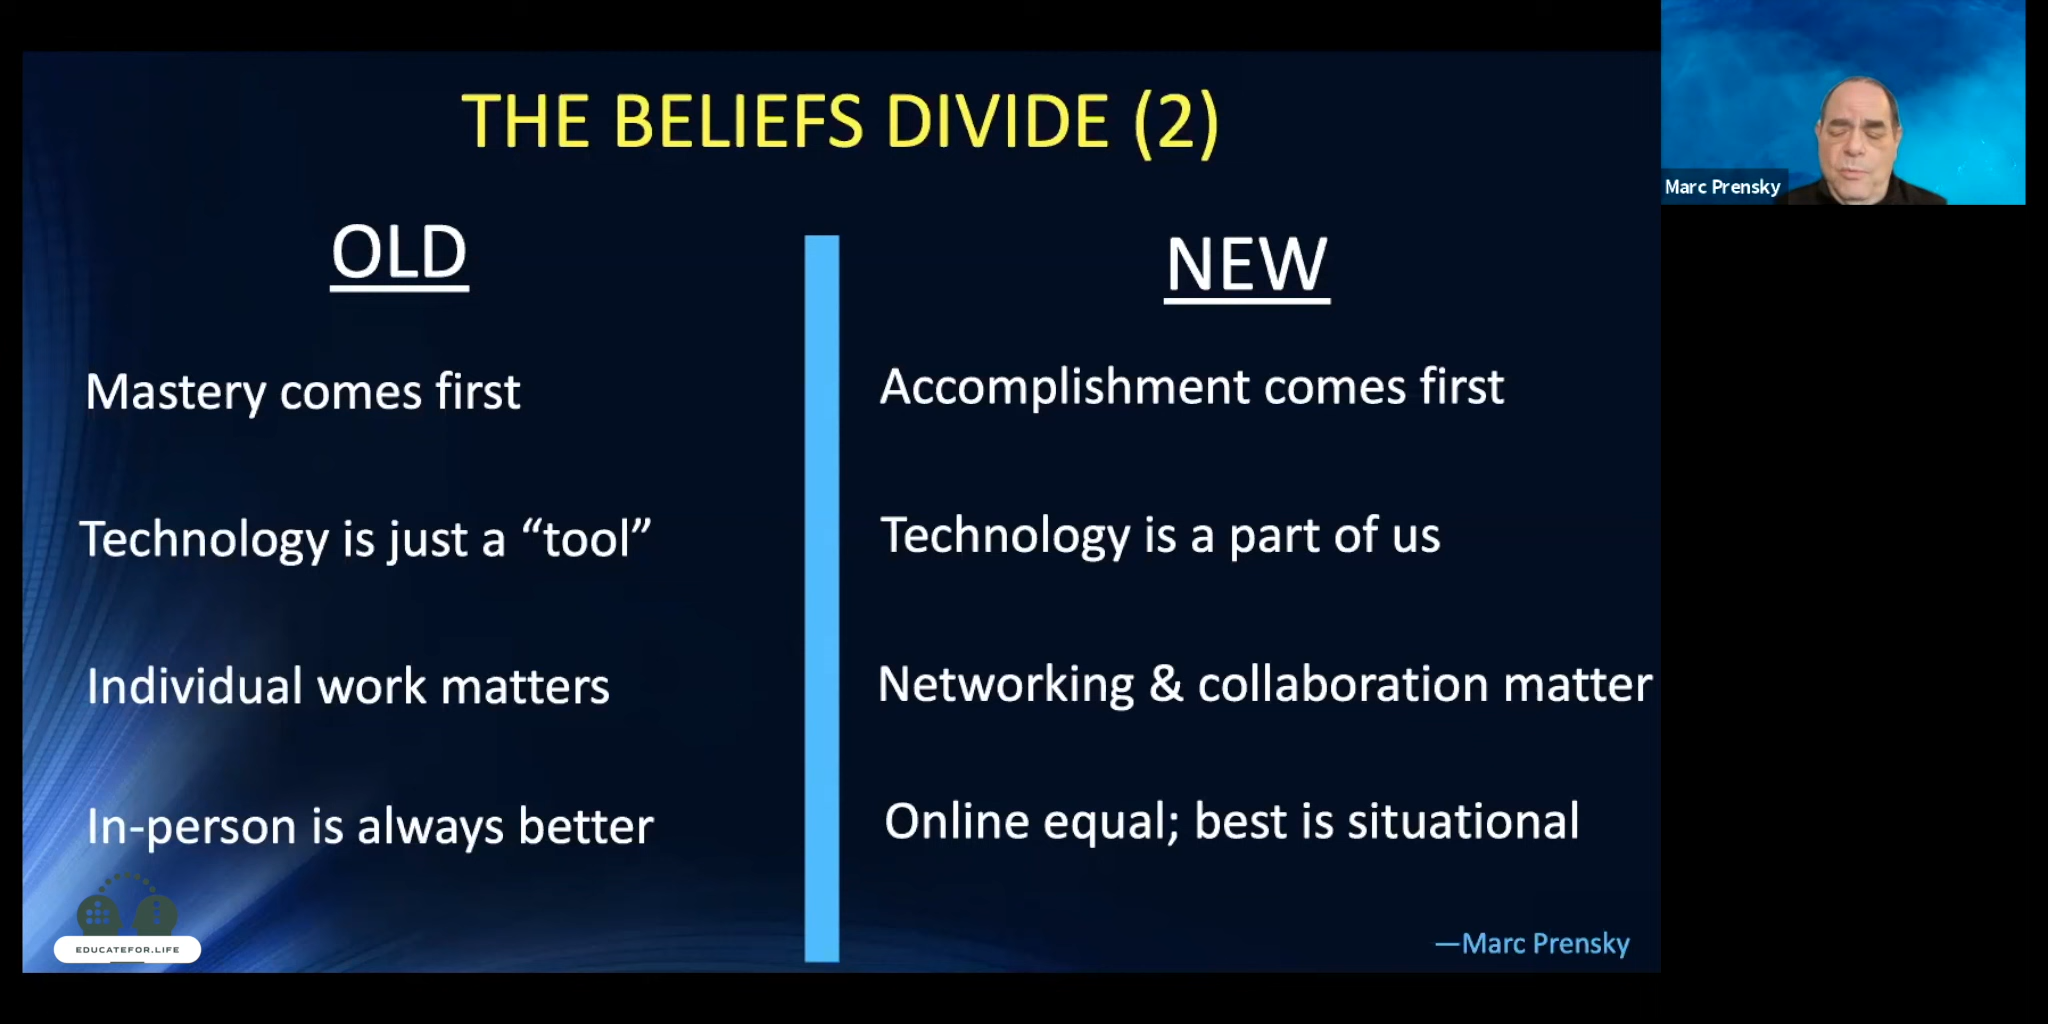 THE BELIEFS DIVIDE (2)
OLD
NEW
Mastery comes first
Accomplishment comes first
Technology is just a “tool”
Technology is a part of us
Individual work matters
Networking & collaboration matter
In-person is always better
Online equal; best is situational
EDUCATEFOR.LIFE
—Marc Prensky
Marc Prensky